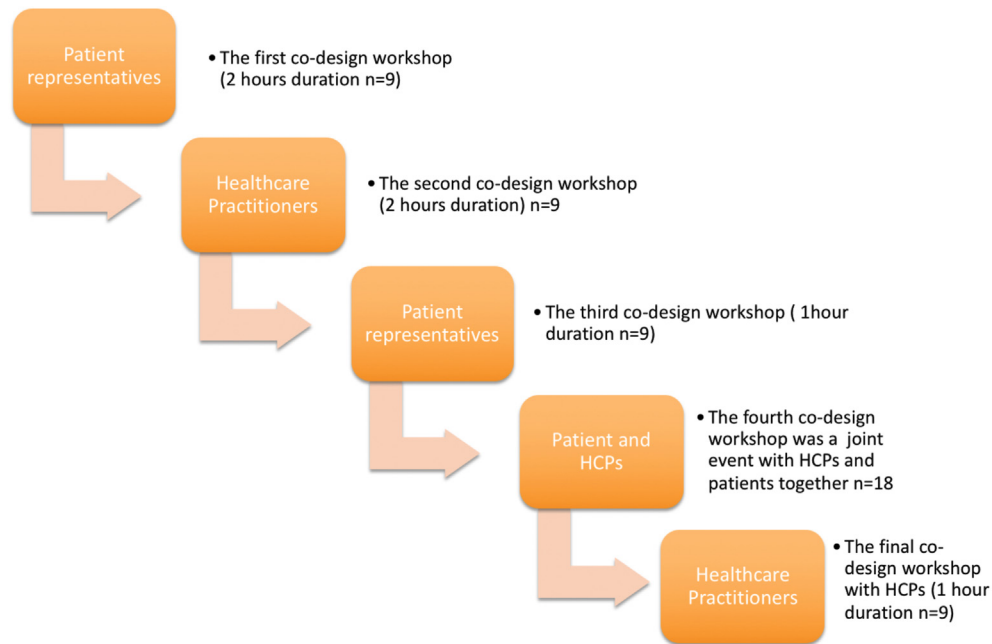 Patient
representatives
• The first co-design workshop
(2 hours duration n=9)
Healthcare
Practitioners
• The second co-design workshop
(2 hours duration) n=9
Patient
representatives
• The third co-design workshop ( 1hour
duration n=9)
Patient and
HCPs
• The fourth co-design
workshop was a joint
event with HCPs and
patients together n=18
Healthcare
Practitioners
• The final co-
design workshop
with HCPs (1 hour
duration n=9)